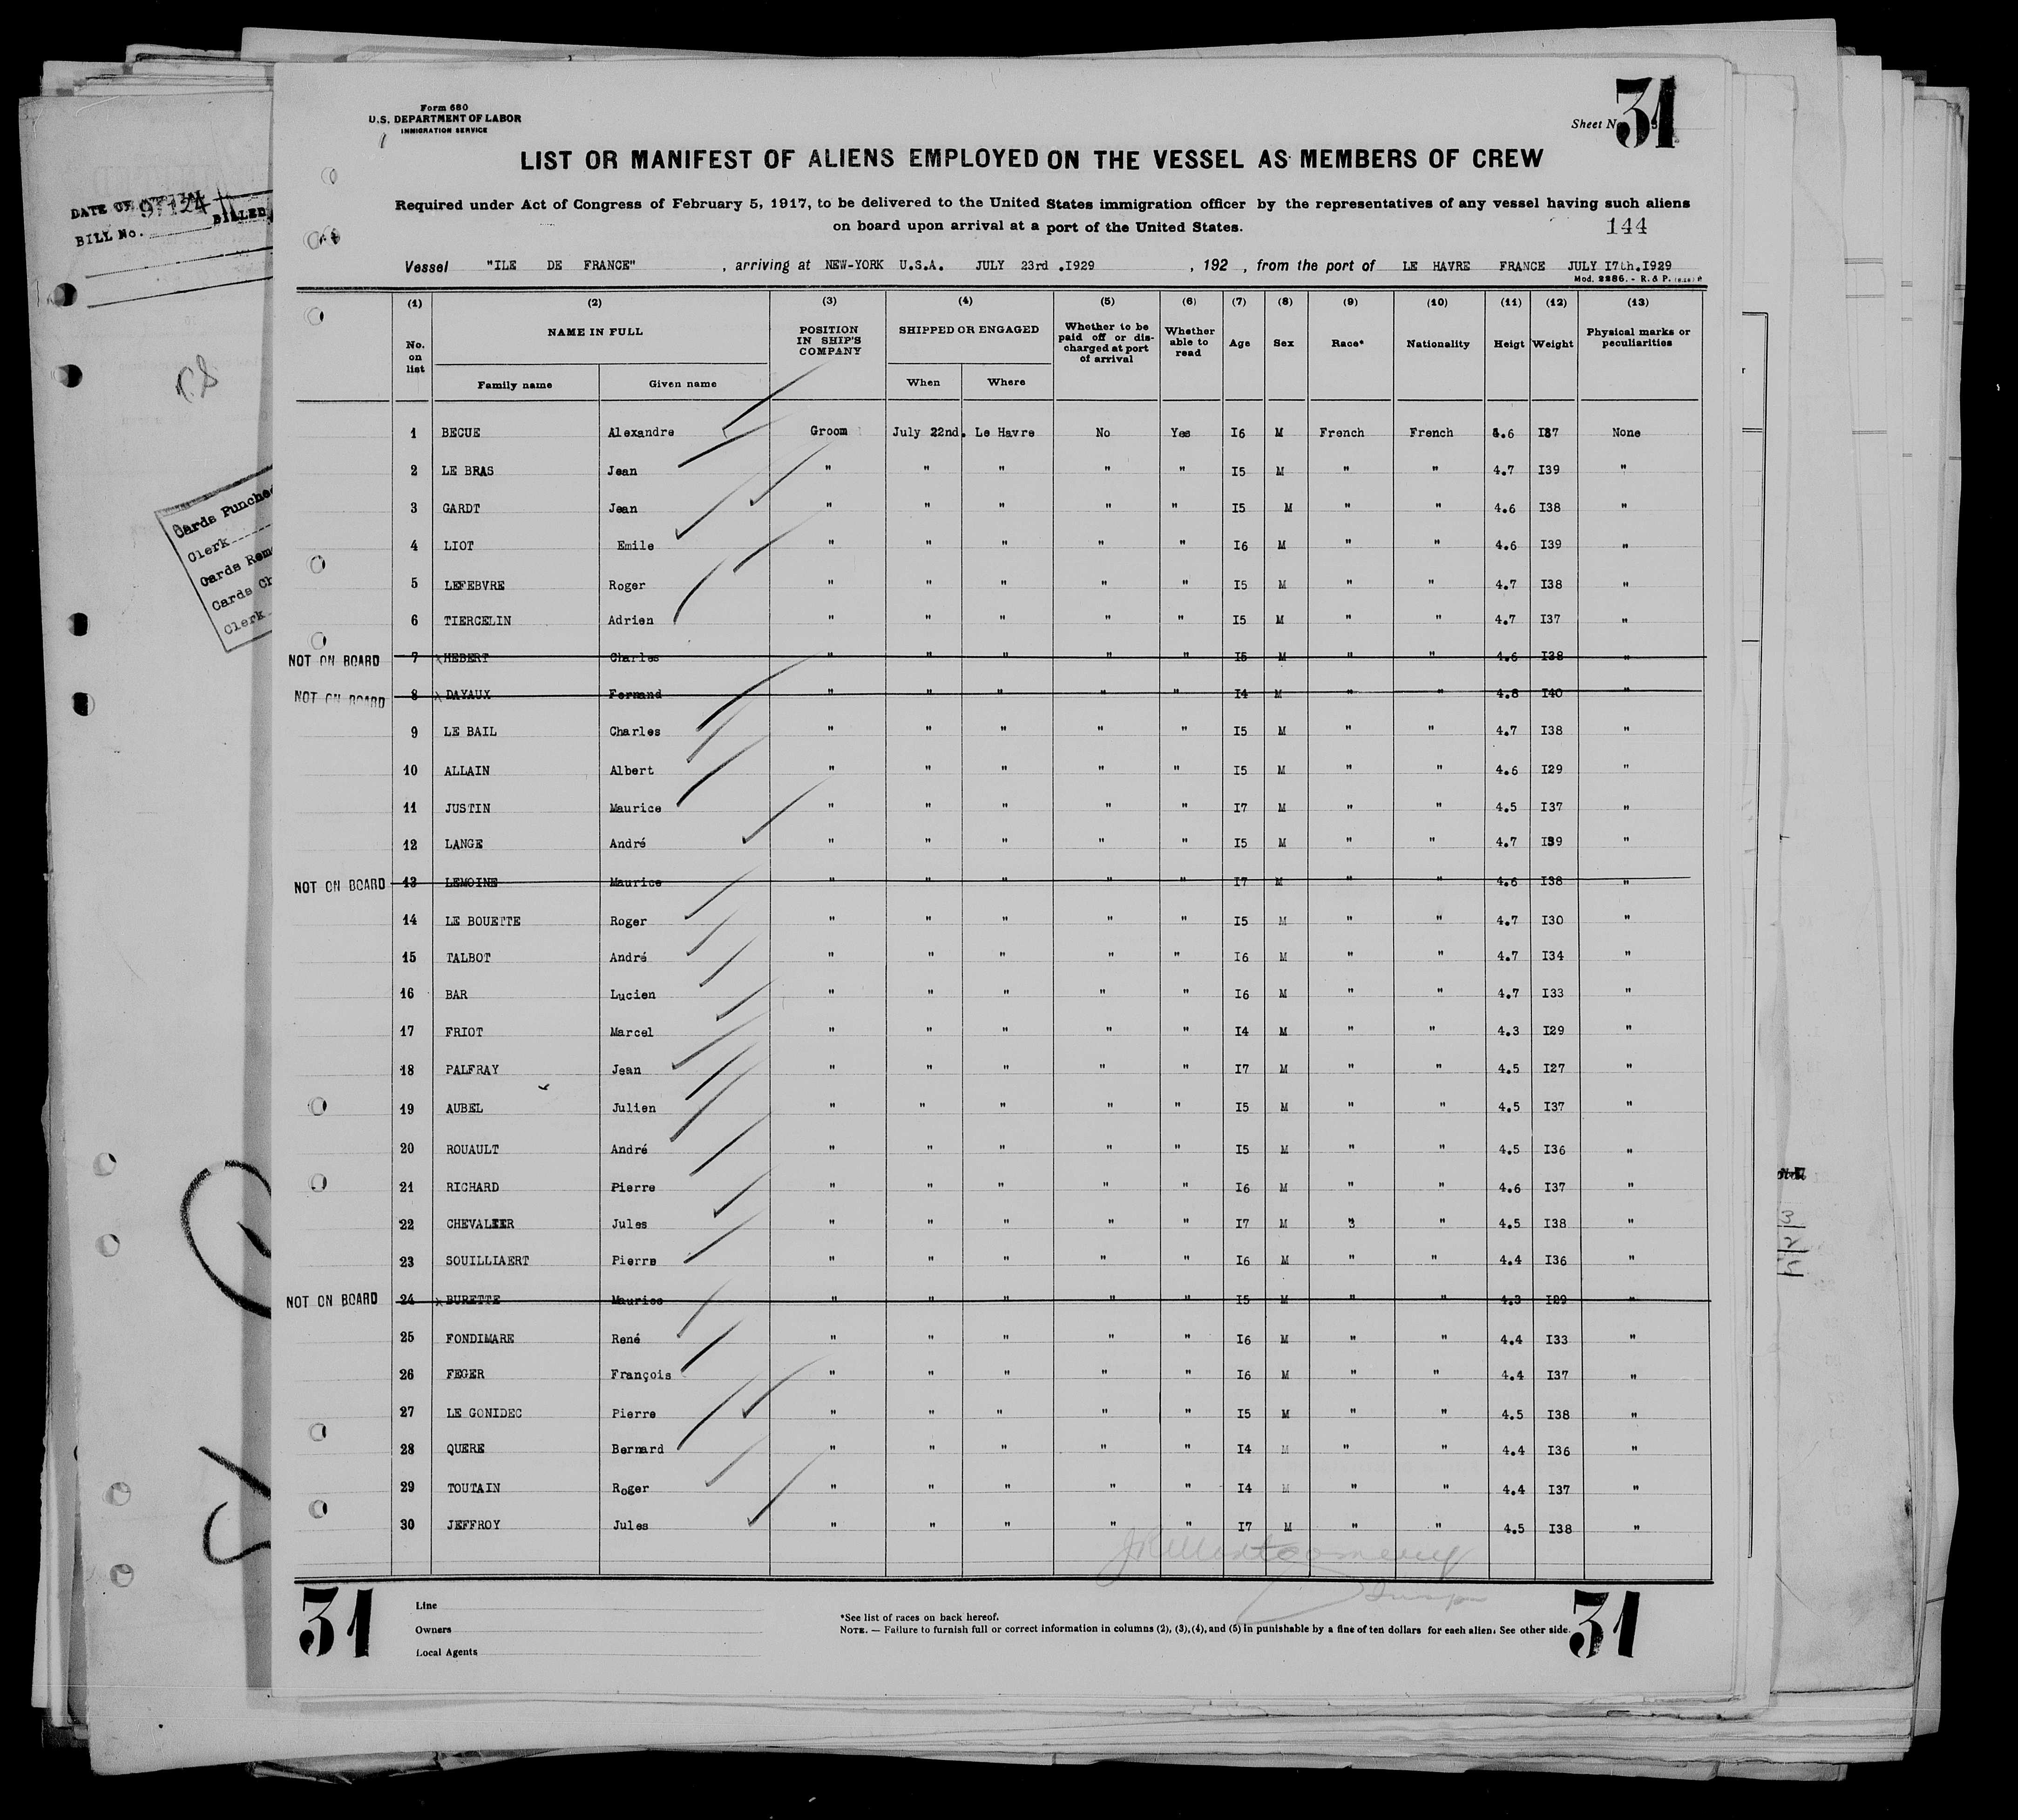 Form 680
U.S. DEPARTMENT OF LABOR
IMMIGRATION SERVICE
Sheet N
31
LIST OR MANIFEST OF ALIENS EMPLOYED ON THE VESSEL AS MEMBERS OF CREW
Required under Act of Congress of February 5, 1917, to be delivered to the United States immigration officer by the representatives of any vessel having such aliens
on board upon arrival at a port of the United States.
144
Vessel "ILE DE FRANCE" , arriving at NEW-YORK U.S.A. JULY 23rd .I929 , 192 , from the port of LE HAVRE FRANCE JULY I7th.I929
Mod. 2286. - R. & P.
(1) (2) (3) (4) (5) (6) (7) (8) (9) (10) (11) (12) (13)
No. on list NAME IN FULL POSITION IN SHIP'S COMPANY SHIPPED OR ENGAGED Whether to be paid off or discharged at port of arrival Whether able to read Age Sex Race* Nationality Heigt Weight Physical marks or peculiarities
Family name Given name When Where
1 BECUE Alexandre Groom July 22nd. Le Havre No Yes I6 M French French 4.6 I37 None
2 LE BRAS Jean " " " " " I5 M " " 4.7 I39 "
3 GARDT Jean " " " " " I5 M " " 4.6 I38 "
4 LIOT Emile " " " " " I6 M " " 4.6 I39 "
5 LEFEBVRE Roger " " " " " I5 M " " 4.7 I38 "
6 TIERCELIN Adrien " " " " " I5 M " " 4.7 I37 "
NOT ON BOARD 7 HEBERT Charles " " " " " I5 M " " 4.6 I38 "
NOT ON BOARD 8 DAYAUX Fernand " " " " " I4 M " " 4.8 I40 "
9 LE BAIL Charles " " " " " I5 M " " 4.7 I38 "
10 ALLAIN Albert " " " " " I5 M " " 4.6 I29 "
11 JUSTIN Maurice " " " " " I7 M " " 4.5 I37 "
12 LANGE André " " " " " I5 M " " 4.7 I39 "
NOT ON BOARD 13 LEMOINE Maurice " " " " " I7 M " " 4.6 I38 "
14 LE BOUETTE Roger " " " " " I5 M " " 4.7 I30 "
15 TALBOT André " " " " " I6 M " " 4.7 I34 "
16 BAR Lucien " " " " " I6 M " " 4.7 I33 "
17 FRIOT Marcel " " " " " I4 M " " 4.3 I29 "
18 PALFRAY Jean " " " " " I7 M " " 4.5 I27 "
19 AUBEL Julien " " " " " I5 M " " 4.5 I37 "
20 ROUAULT André " " " " " I5 M " " 4.5 I36 "
21 RICHARD Pierre " " " " " I6 M " " 4.6 I37 "
22 CHEVALIER Jules " " " " " I7 M " " 4.5 I38 "
23 SOUILLIAERT Pierre " " " " " I6 M " " 4.4 I36 "
NOT ON BOARD 24 BURETTE Maurice " " " " " I5 M " " 4.3 I29 "
25 FONDIMARE René " " " " " I6 M " " 4.4 I33 "
26 FEGER François " " " " " I6 M " " 4.4 I37 "
27 LE GONIDEC Pierre " " " " " I5 M " " 4.5 I38 "
28 QUERE Bernard " " " " " I4 M " " 4.4 I36 "
29 TOUTAIN Roger " " " " " I4 M " " 4.4 I37 "
30 JEFFROY Jules " " " " " I7 M " " 4.5 I38 "
31
Line
Owners
Local Agents
*See list of races on back hereof.
NOTE. — Failure to furnish full or correct information in columns (2), (3), (4), and (5) in punishable by a fine of ten dollars for each alien. See other side.
31
DATE OF
BILLED
BILL No.
Cards Punched
Clerk
Cards
Cards
Clerk